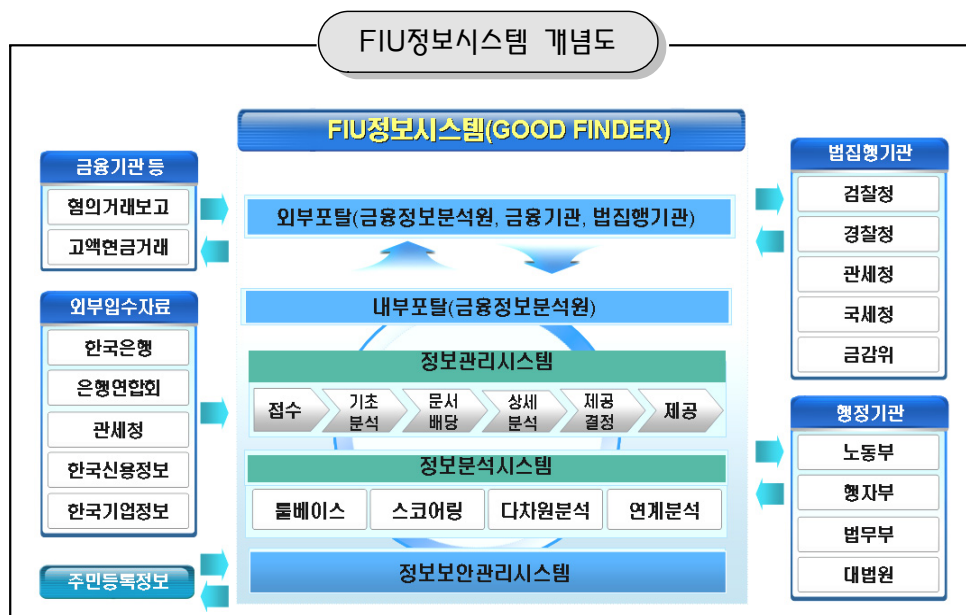 FIU정보시스템 개념도
FIU정보시스템(GOOD FINDER)
금융기관 등
혐의거래보고
고액현금거래
외부입수자료
한국은행
은행연합회
관세청
한국신용정보
한국기업정보
주민등록정보
외부포탈(금융정보분석원, 금융기관, 법집행기관)
내부포탈(금융정보분석원)
정보관리시스템
접수
기초
분석
문서
배당
상세
분석
제공
결정
제공
정보분석시스템
룰베이스
스코어링
다차원분석
연계분석
정보보안관리시스템
법집행기관
검찰청
경찰청
관세청
국세청
금감위
행정기관
노동부
행자부
법무부
대법원